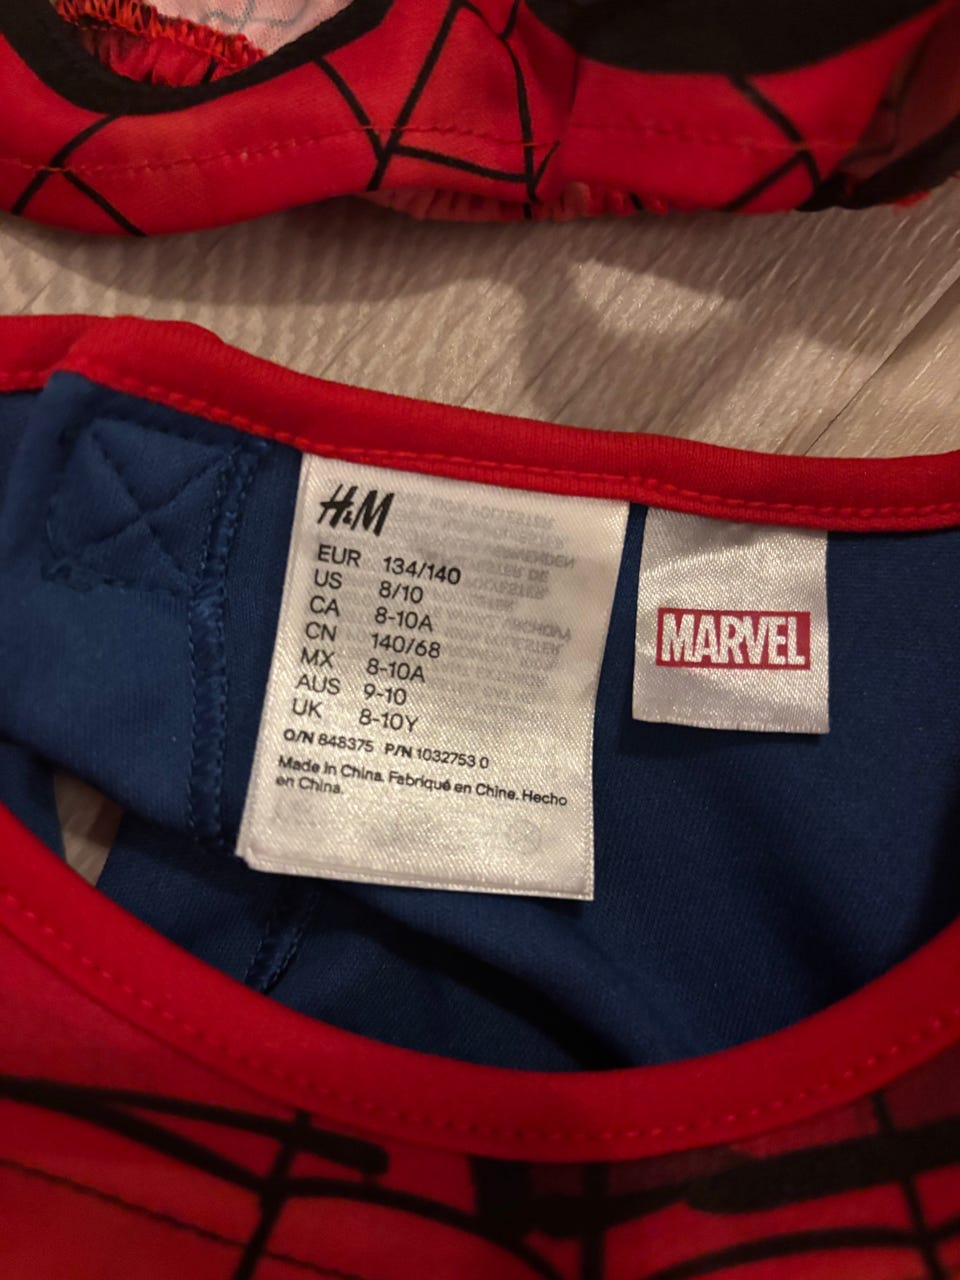 H&M
EUR 134/140
US 8/10
CA 8-10A
CN 140/68
MX 8-10A
AUS 9-10
UK 8-10Y
O/N 848375 P/N 1032753 0
Made in China. Fabriqué en Chine. Hecho
en China.
MARVEL